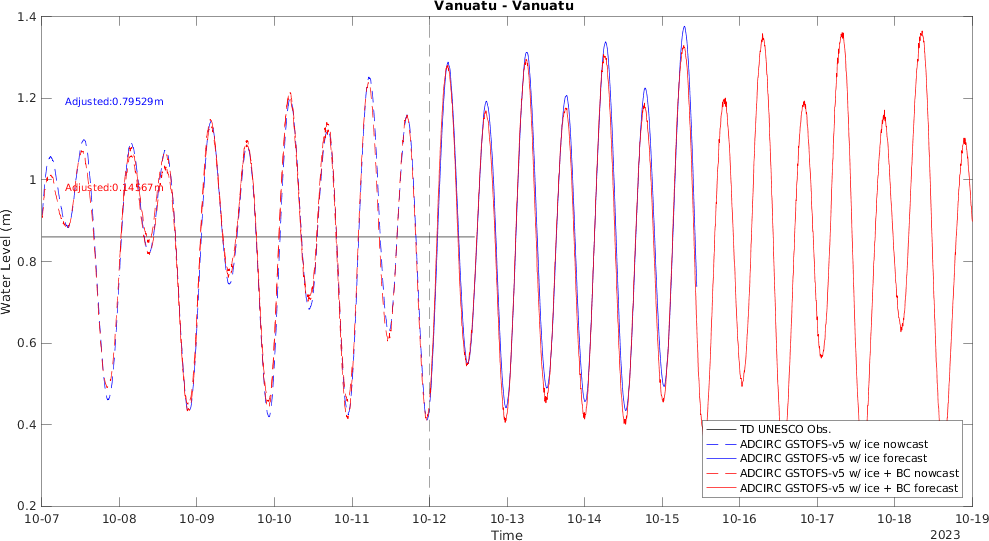 Vanuatu - Vanuatu
1.4
1.2
1
0.8
0.6
0.4
0.2
Water Level (m)
Adjusted:0.79529m
Adjusted:0.14567m
TD UNESCO Obs.
ADCIRC GSTOFS-v5 w/ ice nowcast
ADCIRC GSTOFS-v5 w/ ice forecast
ADCIRC GSTOFS-v5 w/ ice + BC nowcast
ADCIRC GSTOFS-v5 w/ ice + BC forecast
10-07 10-08 10-09 10-10 10-11 10-12 10-13 10-14 10-15 10-16 10-17 10-18 10-19
Time
2023